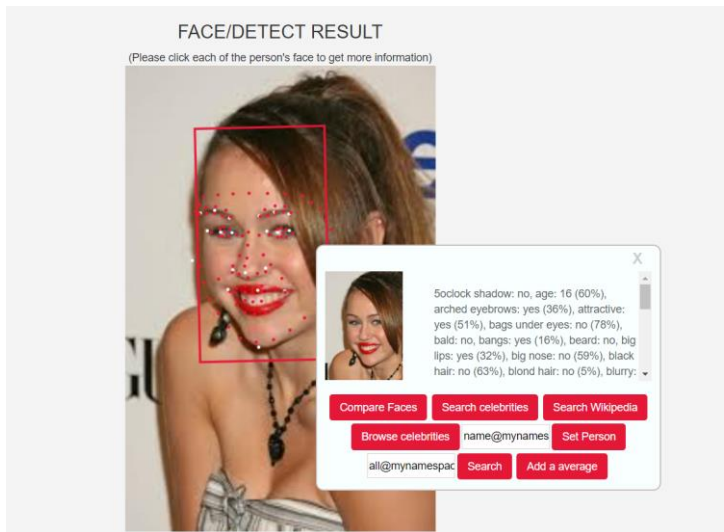 FACE/DETECT RESULT
(Please click each of the person's face to get more information)
X
5oclock shadow: no, age: 16 (60%),
arched eyebrows: yes (36%), attractive:
yes (51%), bags under eyes: no (78%),
bald: no, bangs: yes (16%), beard: no, big
lips: yes (32%), big nose: no (59%), black
hair: no (63%), blond hair: no (5%), blurry:
Compare Faces Search celebrities Search Wikipedia
Browse celebrities name@mynames Set Person
all@mynamespac Search Add a average